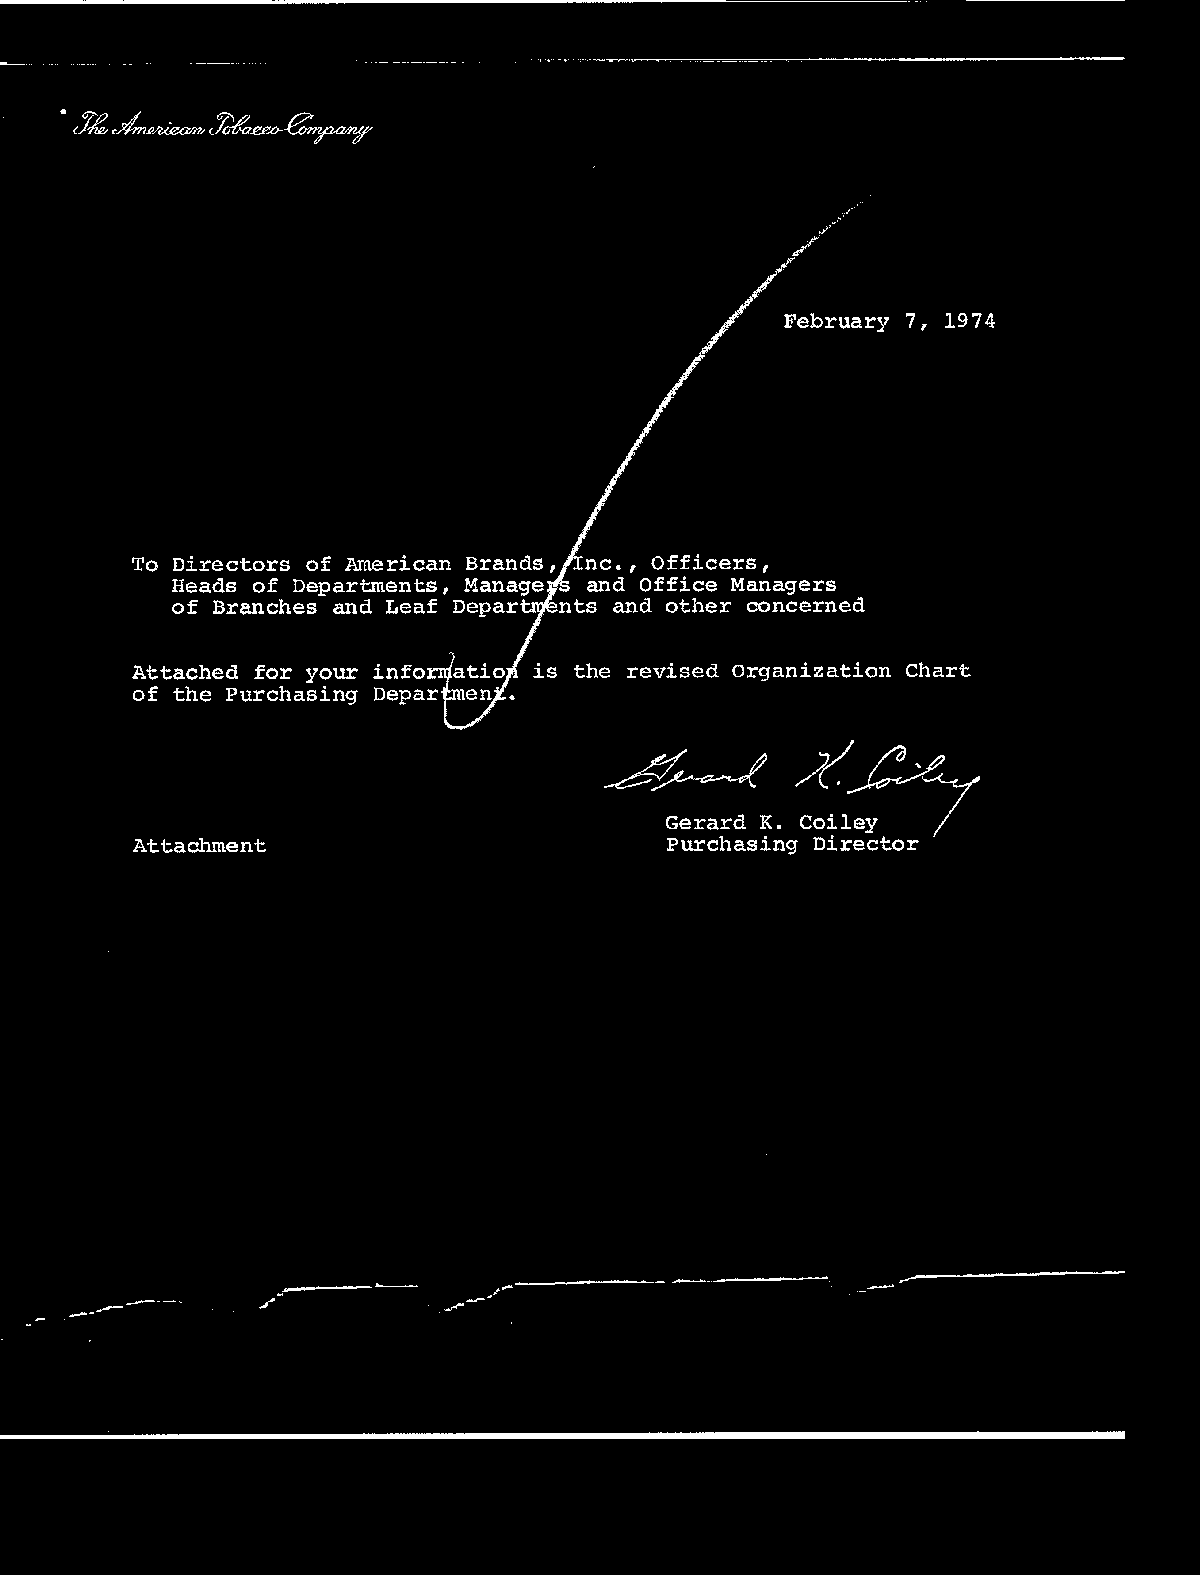 The American Tobacco Company
February 7, 1974
To Directors of American Brands, Inc., Officers,
Heads of Departments, Managers and Office Managers
of Branches and Leaf Departments and other concerned
Attached for your information is the revised Organization Chart
of the Purchasing Department.
Gerard K. Coiley
Gerard K. Coiley
Attachment
Purchasing Director